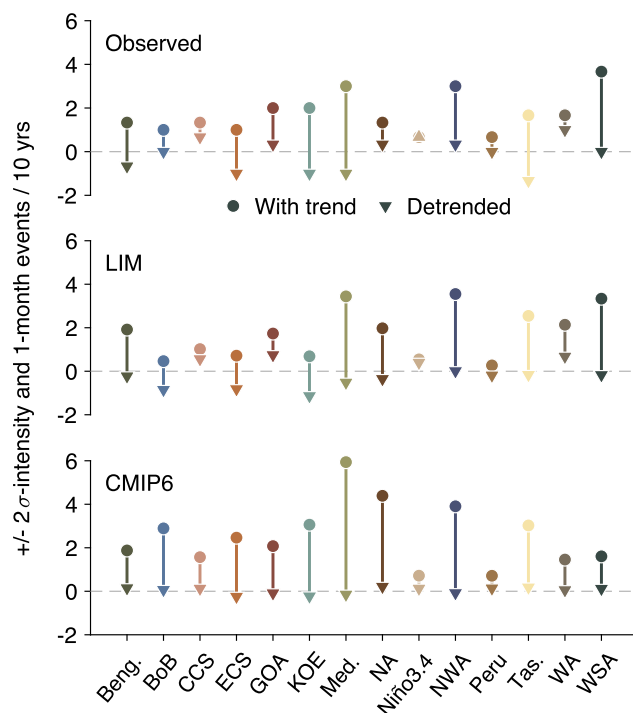 +/- 2σ-intensity and 1-month events / 10 yrs
6
Observed
4
2
0
-2
With trend Detrended
6
LIM
4
2
0
-2
6
CMIP6
4
2
0
-2
Beng. BoB CCS ECS GOA KOE Med. NA Niño3.4 NWA Peru Tas. WA WSA